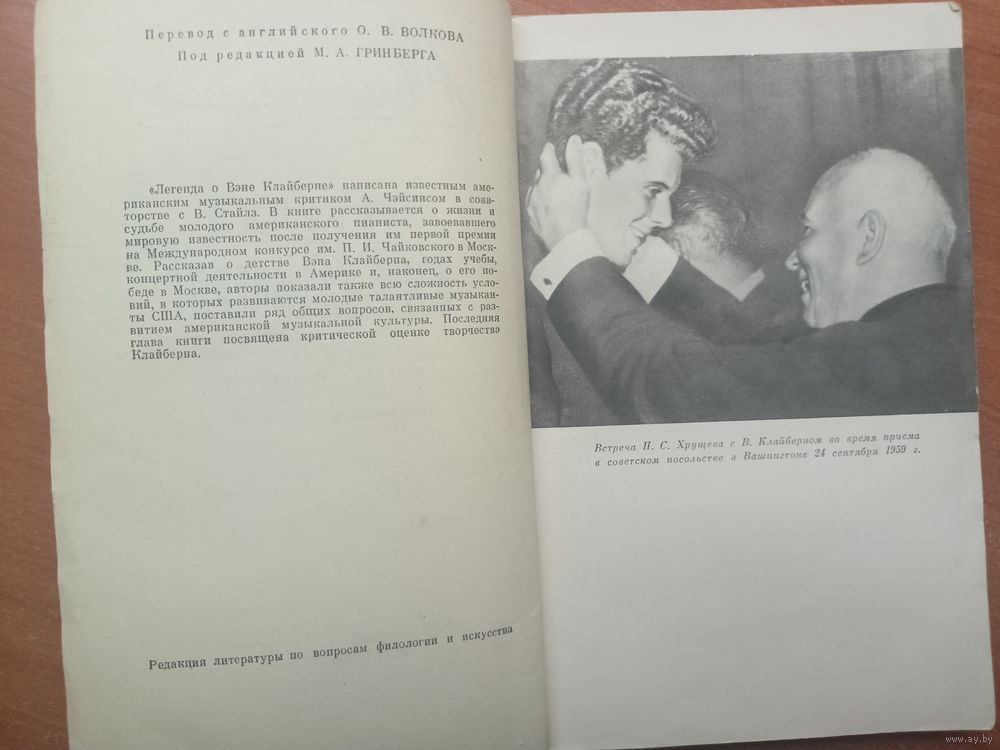 Перевод с английского О. В. ВОЛКОВА
Под редакцией М. А. ГРИНБЕРГА
«Легенда о Вэне Клайберне» написана известным аме-
риканским музыкальным критиком А. Чэйсинсом в соав-
торстве с В. Стайлз. В книге рассказывается о жизни и
судьбе молодого американского пианиста, завоевавшего
мировую известность после получения им первой премии
на Международном конкурсе им. П. И. Чайковского в Моск-
ве. Рассказав о детстве Вэна Клайберна, годах учебы,
концертной деятельности в Америке и, наконец, о его по-
беде в Москве, авторы показали также всю сложность усло-
вий, в которых развиваются молодые талантливые музыкан-
ты США, поставили ряд общих вопросов, связанных с раз-
витием американской музыкальной культуры. Последняя
глава книги посвящена критической оценке творчества
Клайберна.
Редакция литературы по вопросам филологии и искусства
Встреча Н. С. Хрущева с В. Клайберном во время приема
в советском посольстве в Вашингтоне 24 сентября 1959 г.
www.ay.by